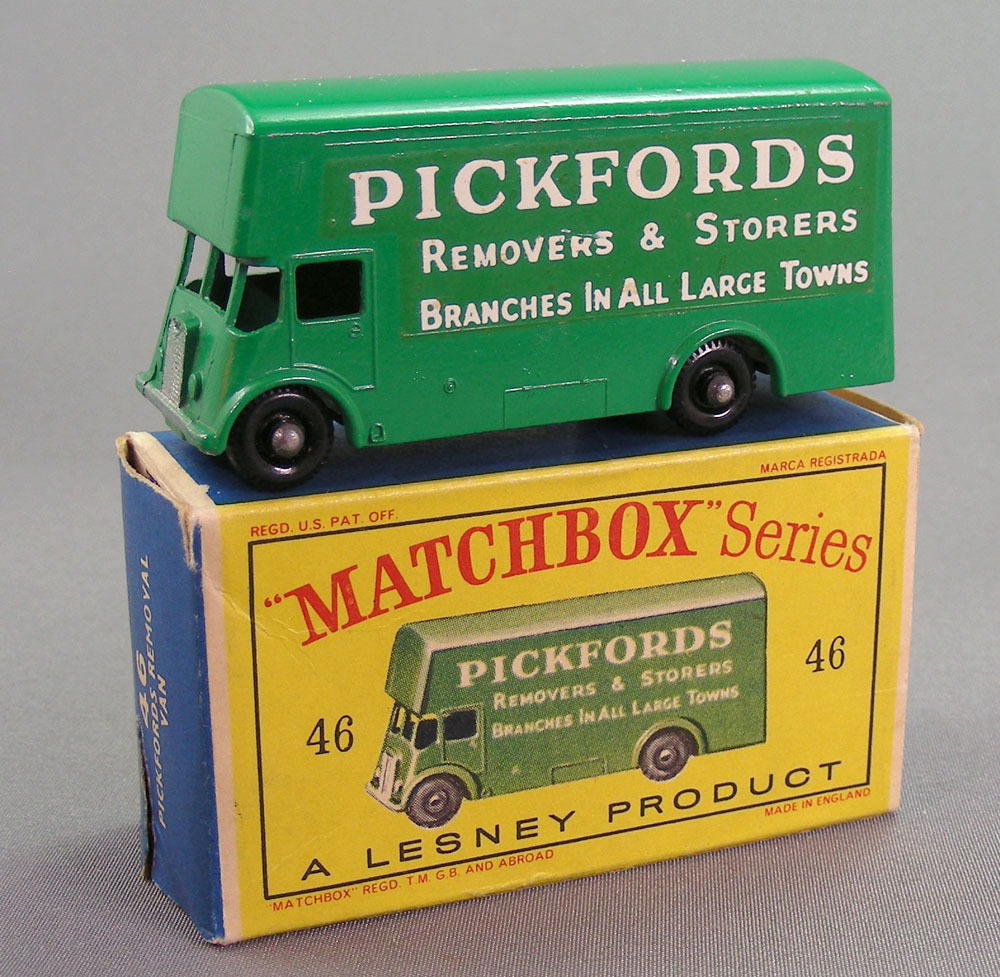 PICKFORDS
REMOVERS & STORERS
BRANCHES IN ALL LARGE TOWNS
REGD. U.S. PAT. OFF.
MARCA REGISTRADA
"MATCHBOX" Series
PICKFORDS
REMOVERS & STORERS
BRANCHES IN ALL LARGE TOWNS
46
46
A LESNEY PRODUCT
MADE IN ENGLAND
"MATCHBOX" REGD. T.M. G.B. AND ABROAD
46
PICKFORDS REMOVAL
VAN